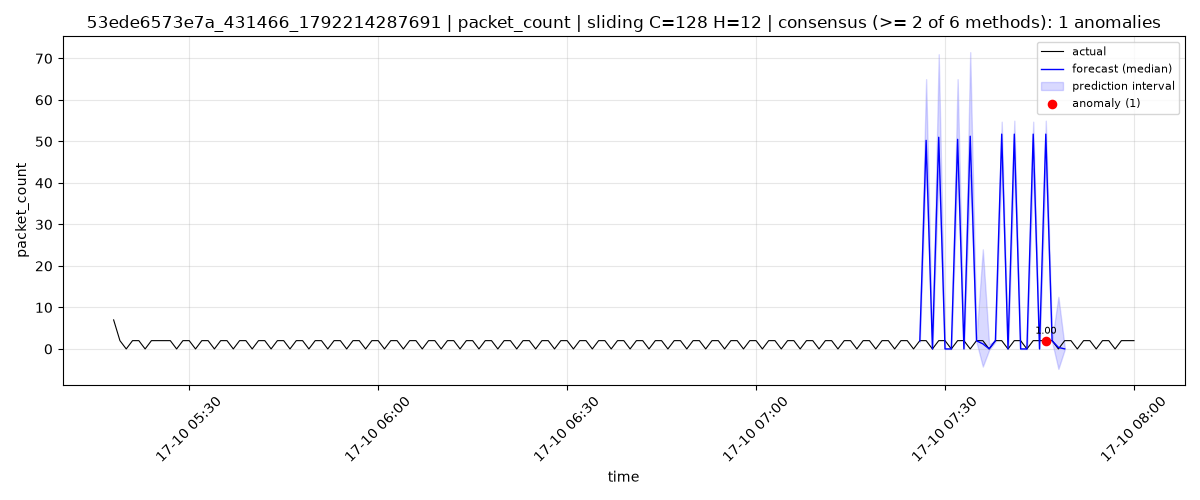 53ede6573e7a_431466_1792214287691 | packet_count | sliding C=128 H=12 | consensus (>= 2 of 6 methods): 1 anomalies
actual
forecast (median)
prediction interval
anomaly (1)
70
60
50
40
30
20
10
0
packet_count
1.00
17-10 05:30
17-10 06:00
17-10 06:30
17-10 07:00
17-10 07:30
17-10 08:00
time